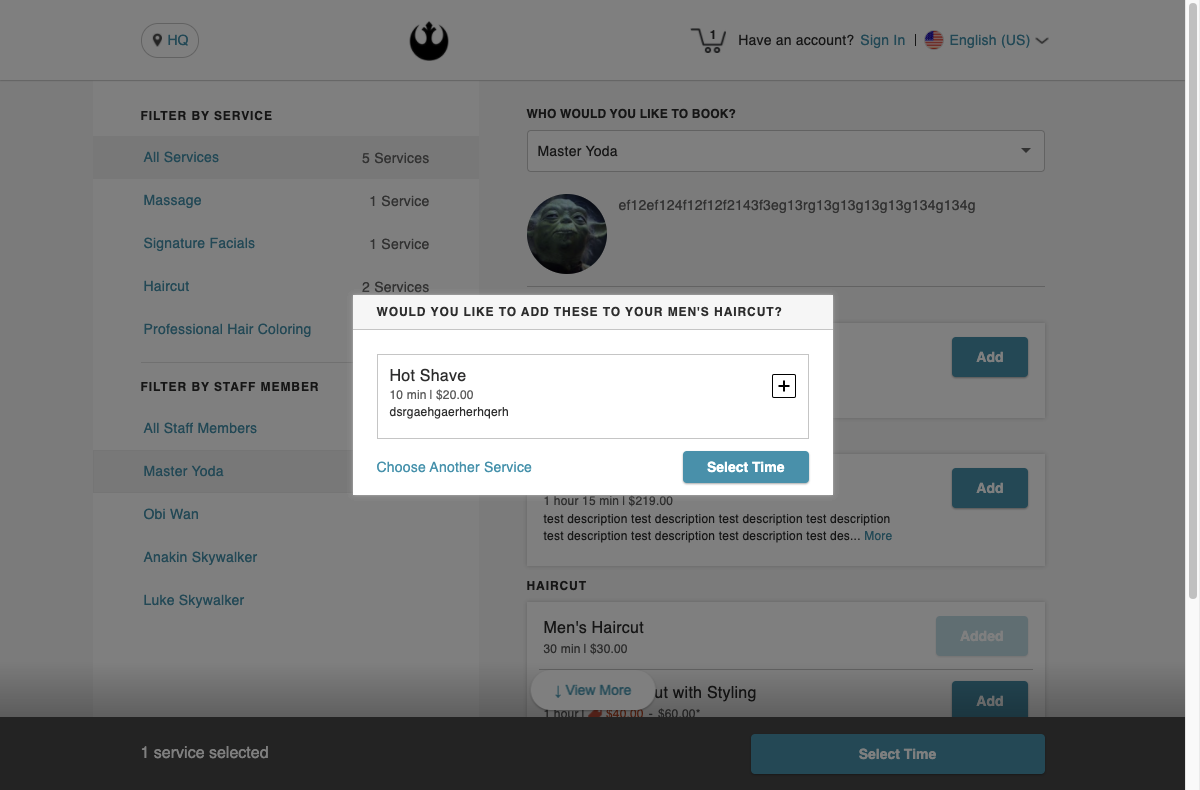 HQ
1
Have an account? Sign In | English (US)
FILTER BY SERVICE
All Services 5 Services
Massage 1 Service
Signature Facials 1 Service
Haircut 2 Services
Professional Hair Coloring
FILTER BY STAFF MEMBER
All Staff Members
Master Yoda
Obi Wan
Anakin Skywalker
Luke Skywalker
WHO WOULD YOU LIKE TO BOOK?
Master Yoda
ef12ef124f12f12f2143f3eg13rg13g13g13g13g134g134g
WOULD YOU LIKE TO ADD THESE TO YOUR MEN'S HAIRCUT?
Hot Shave
10 min | $20.00
dsrgaehgaerherhqerh
Choose Another Service Select Time
Add
Add
1 hour 15 min | $219.00
test description test description test description test description
test description test description test description test des... More
HAIRCUT
Men's Haircut
30 min | $30.00
Added
↓ View More
ut with Styling
1 hour | $40.00 - $60.00*
Add
1 service selected Select Time